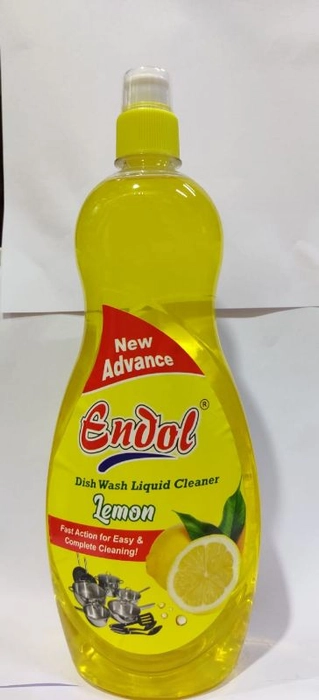 New
Advance
Endol®
Dish Wash Liquid Cleaner
Lemon
Fast Action for Easy &
Complete Cleaning!